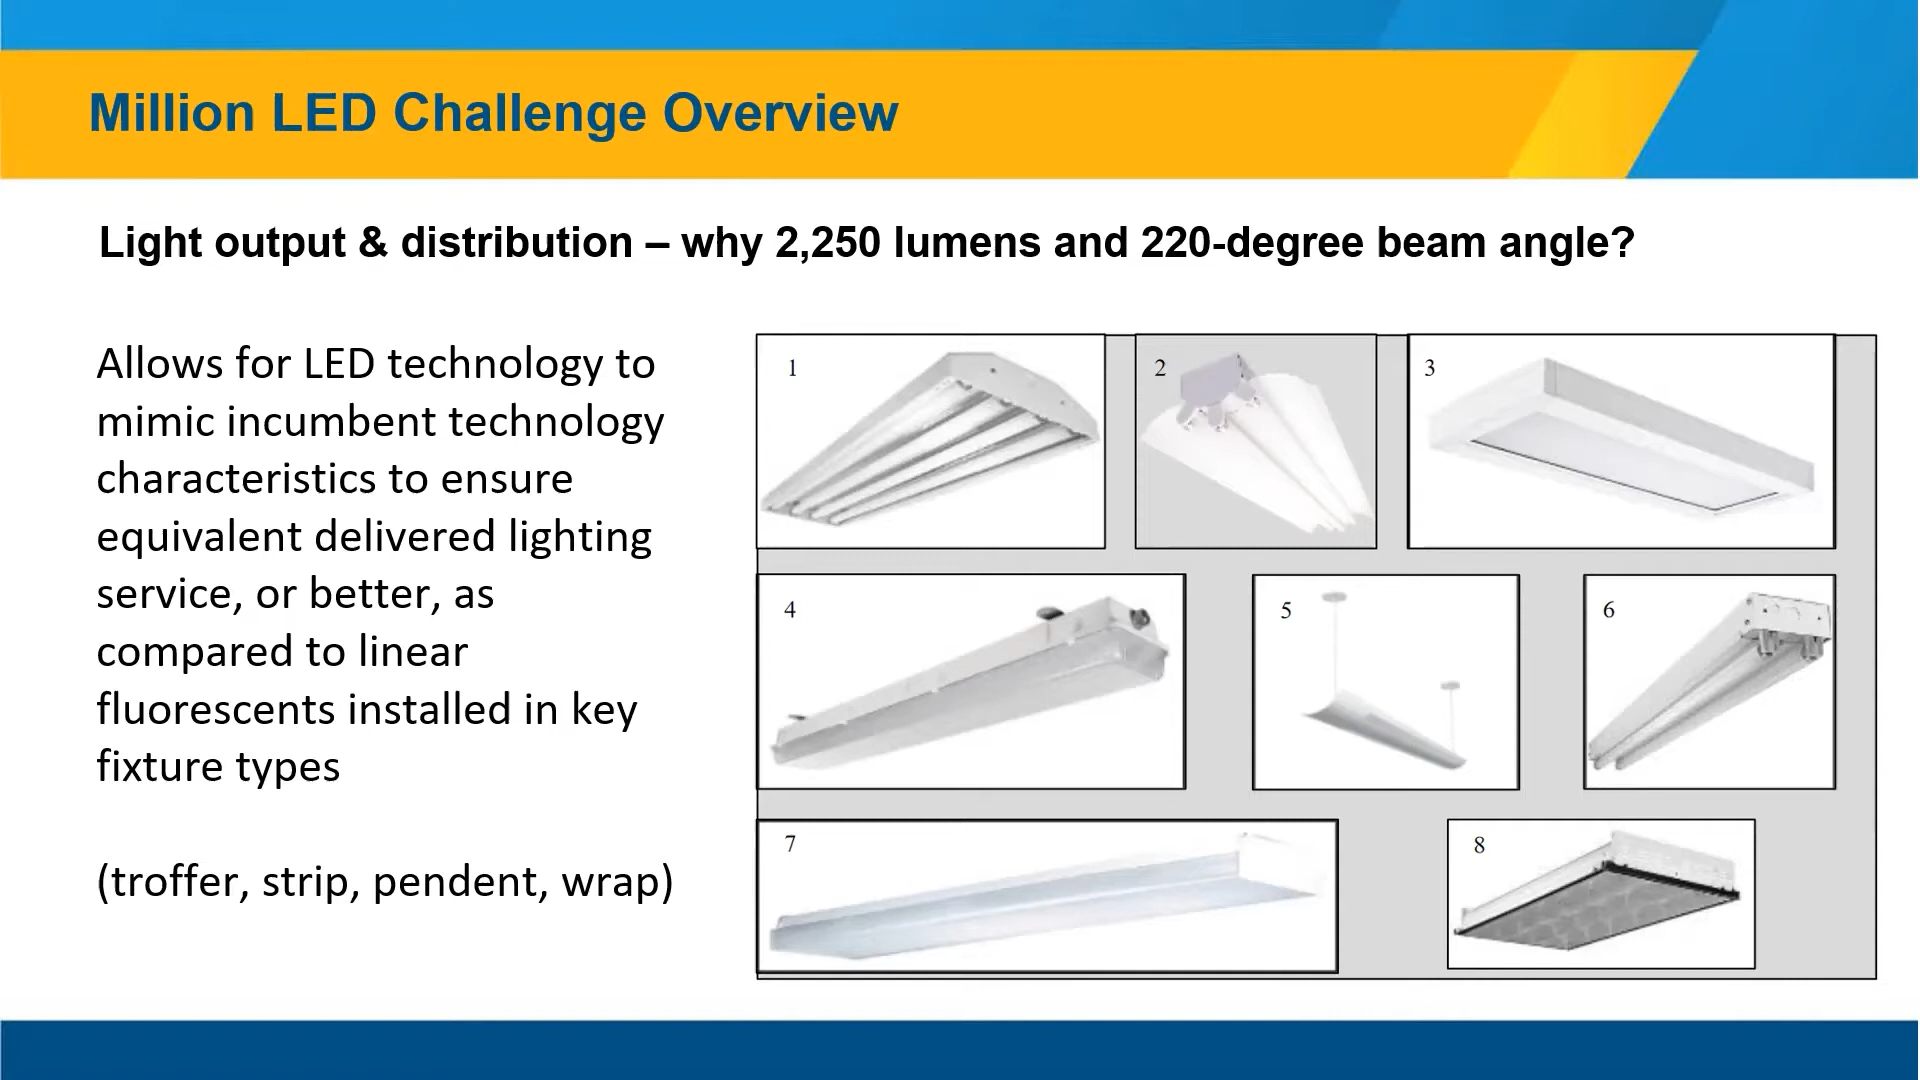 Million LED Challenge Overview
Light output & distribution – why 2,250 lumens and 220-degree beam angle?
Allows for LED technology to
mimic incumbent technology
characteristics to ensure
equivalent delivered lighting
service, or better, as
compared to linear
fluorescents installed in key
fixture types
(troffer, strip, pendent, wrap)
1
2
3
4
5
6
7
8